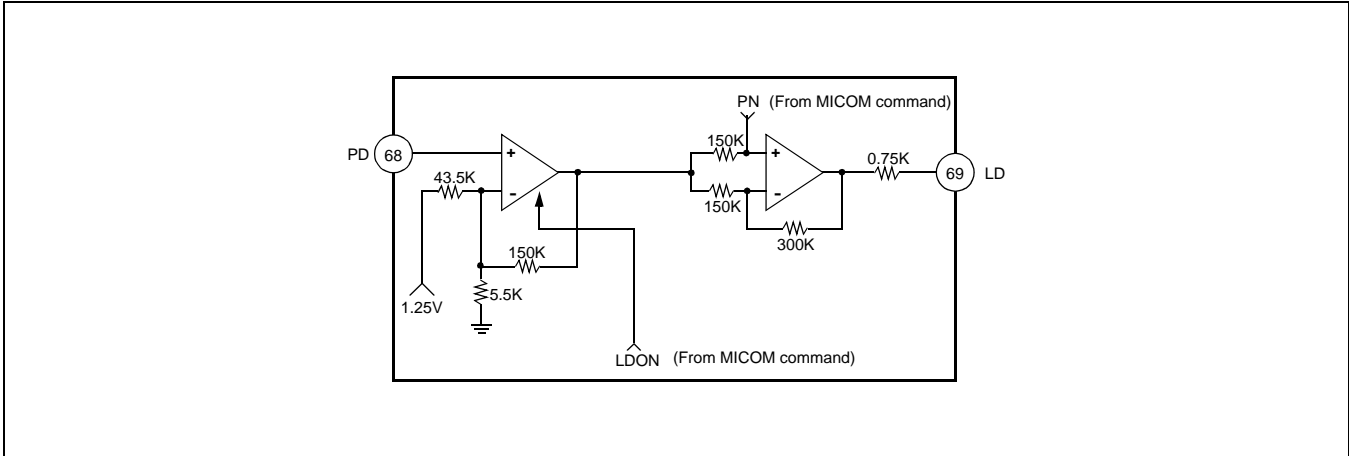 PN (From MICOM command)
150K
+
0.75K
PD 68
+
43.5K
-
69 LD
-
150K
300K
150K
5.5K
1.25V
LDON (From MICOM command)